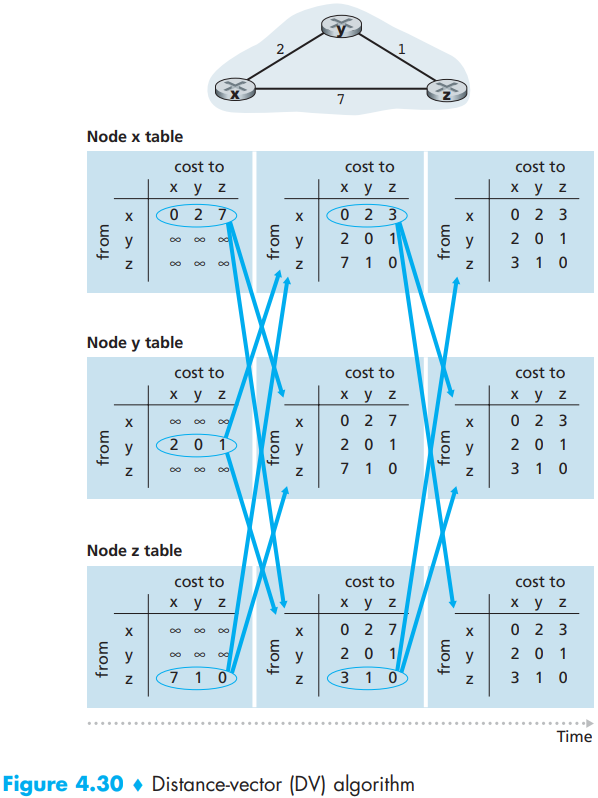 y
2
1
x
z
7
Node x table
cost to cost to cost to
x y z x y z x y z
x 0 2 7 x 0 2 3 x 0 2 3
from y ∞ ∞ ∞ from y 2 0 1 from y 2 0 1
z ∞ ∞ ∞ z 7 1 0 z 3 1 0
Node y table
cost to cost to cost to
x y z x y z x y z
x ∞ ∞ ∞ x 0 2 7 x 0 2 3
from y 2 0 1 from y 2 0 1 from y 2 0 1
z ∞ ∞ ∞ z 7 1 0 z 3 1 0
Node z table
cost to cost to cost to
x y z x y z x y z
x ∞ ∞ ∞ x 0 2 7 x 0 2 3
from y ∞ ∞ ∞ from y 2 0 1 from y 2 0 1
z 7 1 0 z 3 1 0 z 3 1 0
Time
Figure 4.30 ♦ Distance-vector (DV) algorithm